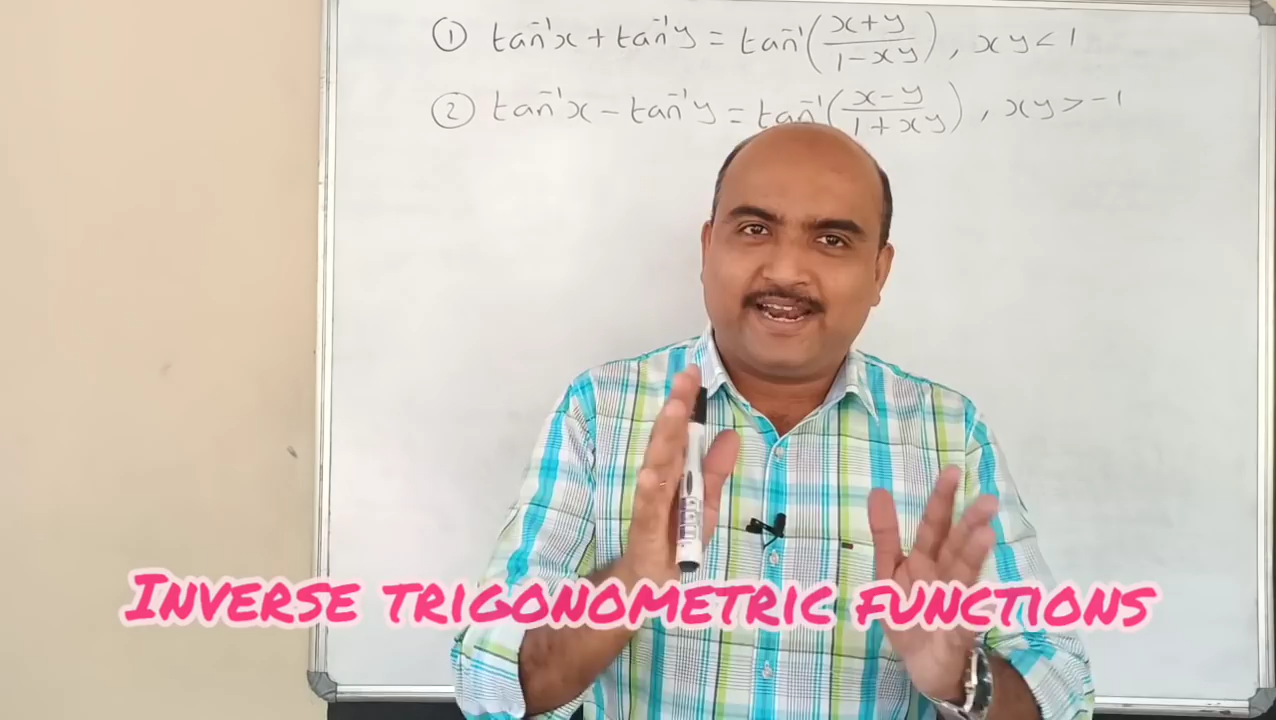 ① tan⁻¹x + tan⁻¹y = tan⁻¹(x+y/1-xy), xy < 1
② tan⁻¹x - tan⁻¹y = tan⁻¹(x-y/1+xy), xy > -1
INVERSE TRIGONOMETRIC FUNCTIONS